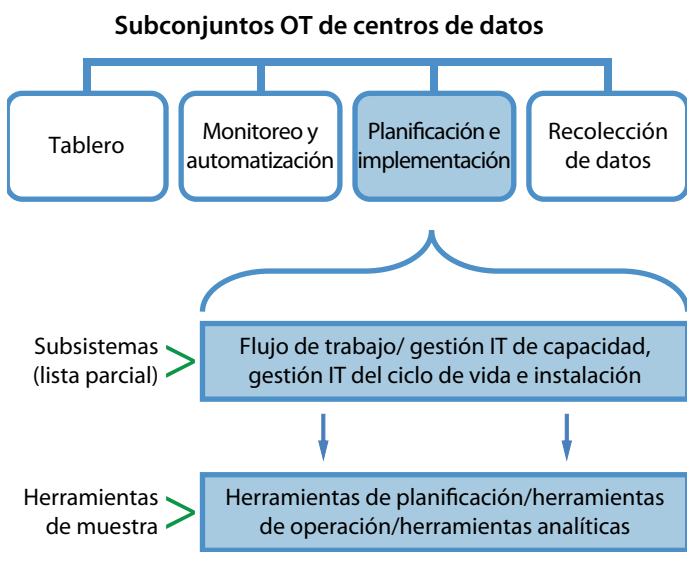 Subconjuntos OT de centros de datos
Tablero
Monitoreo y
automatización
Planificación e
implementación
Recolección
de datos
Subsistemas
(lista parcial)
Flujo de trabajo/ gestión IT de capacidad,
gestión IT del ciclo de vida e instalación
Herramientas
de muestra
Herramientas de planificación/herramientas
de operación/herramientas analíticas